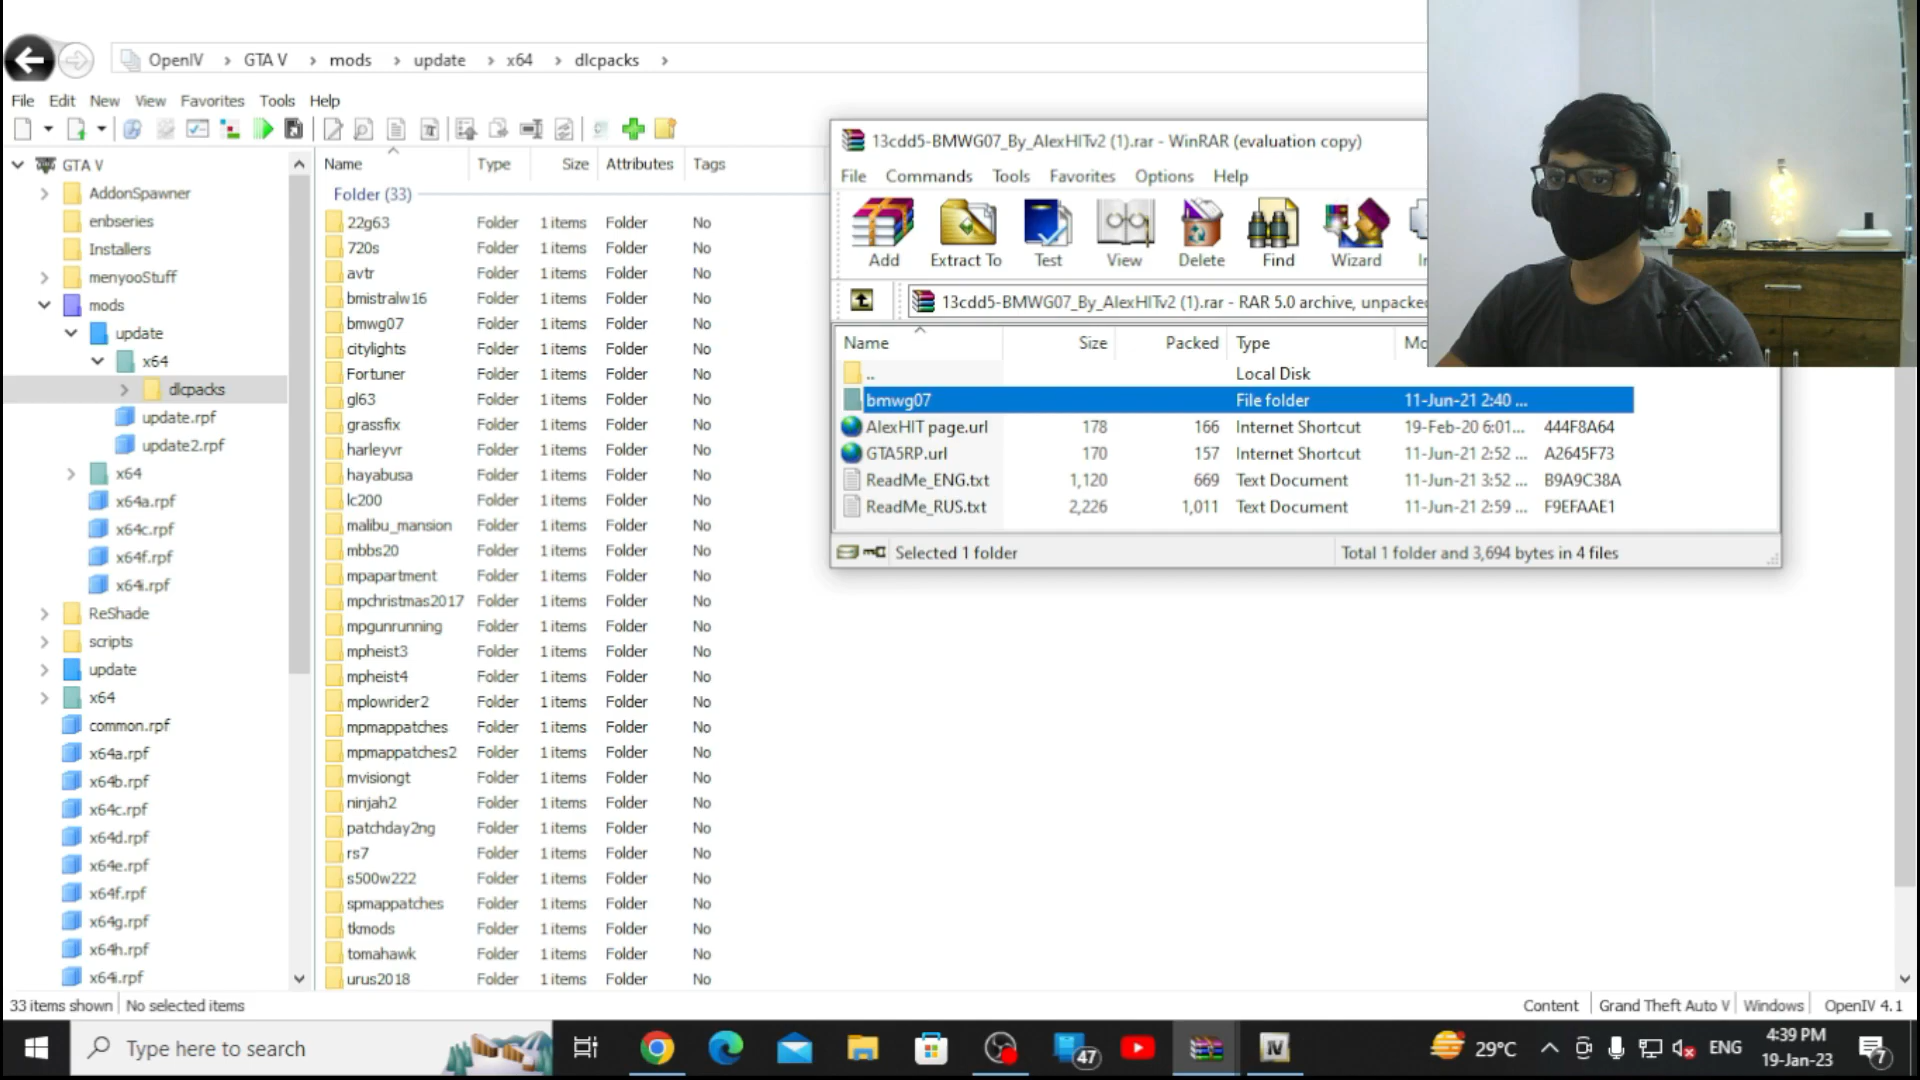 OpenIV > GTA V > mods > update > x64 > dlcpacks >
File Edit New View Favorites Tools Help
GTA V
AddonSpawner
enbseries
Installers
menyooStuff
mods
update
x64
dlcpacks
update.rpf
update2.rpf
x64
x64a.rpf
x64c.rpf
x64f.rpf
x64i.rpf
ReShade
scripts
update
x64
common.rpf
x64a.rpf
x64b.rpf
x64c.rpf
x64d.rpf
x64e.rpf
x64f.rpf
x64g.rpf
x64h.rpf
x64i.rpf
Name Type Size Attributes Tags
Folder (33)
22g63 Folder 1 items Folder No
720s Folder 1 items Folder No
avtr Folder 1 items Folder No
bmistralw16 Folder 1 items Folder No
bmwg07 Folder 1 items Folder No
citylights Folder 1 items Folder No
Fortuner Folder 1 items Folder No
gl63 Folder 1 items Folder No
grassfix Folder 1 items Folder No
harleyvr Folder 1 items Folder No
hayabusa Folder 1 items Folder No
lc200 Folder 1 items Folder No
malibu_mansion Folder 1 items Folder No
mbbs20 Folder 1 items Folder No
mpapartment Folder 1 items Folder No
mpchristmas2017 Folder 1 items Folder No
mpgunrunning Folder 1 items Folder No
mpheist3 Folder 1 items Folder No
mpheist4 Folder 1 items Folder No
mplowrider2 Folder 1 items Folder No
mpmappatches Folder 1 items Folder No
mpmappatches2 Folder 1 items Folder No
mvisiongt Folder 1 items Folder No
ninjah2 Folder 1 items Folder No
patchday2ng Folder 1 items Folder No
rs7 Folder 1 items Folder No
s500w222 Folder 1 items Folder No
spmappatches Folder 1 items Folder No
tkmods Folder 1 items Folder No
tomahawk Folder 1 items Folder No
urus2018 Folder 1 items Folder No
13cdd5-BMWG07_By_AlexHITv2 (1).rar - WinRAR (evaluation copy)
File Commands Tools Favorites Options Help
Add Extract To Test View Delete Find Wizard
13cdd5-BMWG07_By_AlexHITv2 (1).rar - RAR 5.0 archive, unpacked
Name Size Packed Type Mo
.. Local Disk
bmwg07 File folder 11-Jun-21 2:40 ...
AlexHIT page.url 178 166 Internet Shortcut 19-Feb-20 6:01... 444F8A64
GTA5RP.url 170 157 Internet Shortcut 11-Jun-21 2:52 ... A2645F73
ReadMe_ENG.txt 1,120 669 Text Document 11-Jun-21 3:52 ... B9A9C38A
ReadMe_RUS.txt 2,226 1,011 Text Document 11-Jun-21 2:59 ... F9EFAAE1
Selected 1 folder Total 1 folder and 3,694 bytes in 4 files
33 items shown No selected items Content Grand Theft Auto V Windows OpenIV 4.1
Type here to search 47 IV 29°C ENG 4:39 PM
19-Jan-23 7